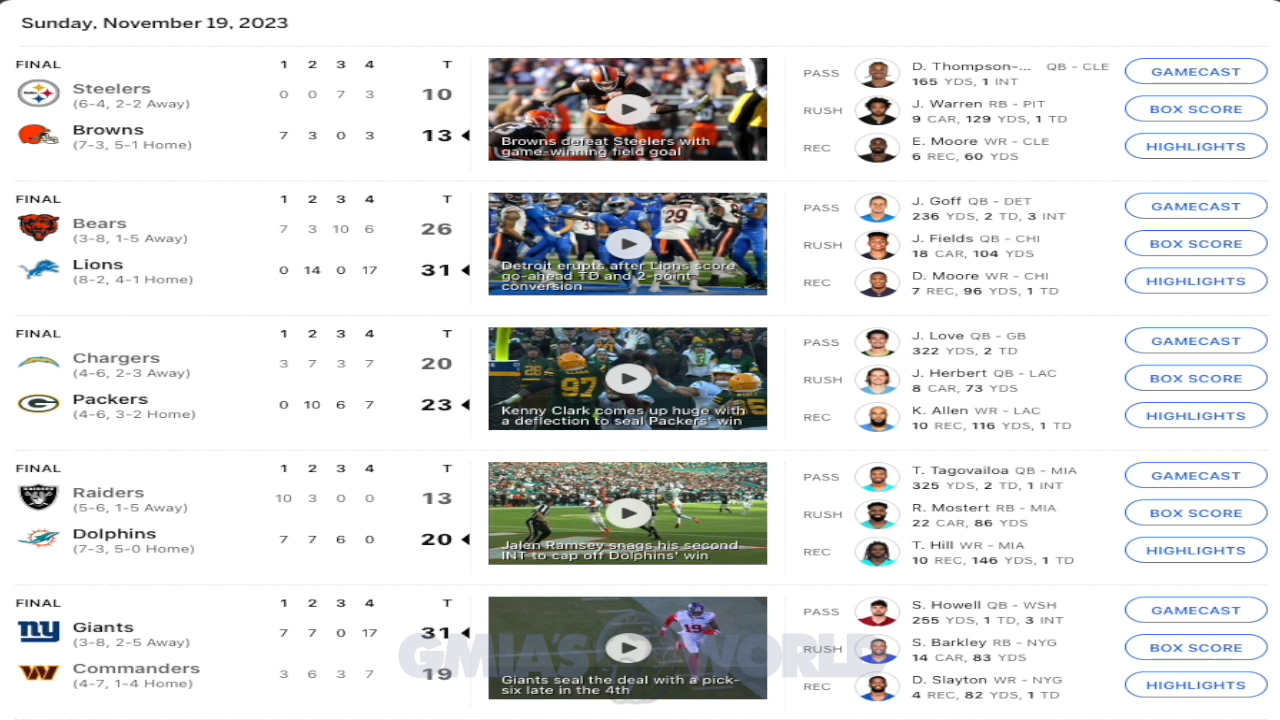 Sunday, November 19, 2023
FINAL 1 2 3 4 T
Steelers 0 0 7 3 10
(6-4, 2-2 Away)
Browns 7 3 0 3 13
(7-3, 5-1 Home)
Browns defeat Steelers with
game-winning field goal
PASS D. Thompson-... QB - CLE
165 YDS, 1 INT
RUSH J. Warren RB - PIT
9 CAR, 129 YDS, 1 TD
REC E. Moore WR - CLE
6 REC, 60 YDS
GAMECAST
BOX SCORE
HIGHLIGHTS
FINAL 1 2 3 4 T
Bears 7 3 10 6 26
(3-8, 1-5 Away)
Lions 0 14 0 17 31
(8-2, 4-1 Home)
29
Detroit erupts after Lions score
go-ahead TD and 2-point
conversion
PASS J. Goff QB - DET
236 YDS, 2 TD, 3 INT
RUSH J. Fields QB - CHI
18 CAR, 104 YDS
REC D. Moore WR - CHI
7 REC, 96 YDS, 1 TD
GAMECAST
BOX SCORE
HIGHLIGHTS
FINAL 1 2 3 4 T
Chargers 3 7 3 7 20
(4-6, 2-3 Away)
Packers 0 10 6 7 23
(4-6, 3-2 Home)
28
97
Kenny Clark comes up huge with
a deflection to seal Packers' win
PASS J. Love QB - GB
322 YDS, 2 TD
RUSH J. Herbert QB - LAC
8 CAR, 73 YDS
REC K. Allen WR - LAC
10 REC, 116 YDS, 1 TD
GAMECAST
BOX SCORE
HIGHLIGHTS
FINAL 1 2 3 4 T
Raiders 10 3 0 0 13
(5-6, 1-5 Away)
Dolphins 7 7 6 0 20
(7-3, 5-0 Home)
Jalen Ramsey snags his second
INT to cap off Dolphins' win
PASS T. Tagovailoa QB - MIA
325 YDS, 2 TD, 1 INT
RUSH R. Mostert RB - MIA
22 CAR, 86 YDS
REC T. Hill WR - MIA
10 REC, 146 YDS, 1 TD
GAMECAST
BOX SCORE
HIGHLIGHTS
FINAL 1 2 3 4 T
ny
Giants 7 7 0 17 31
(3-8, 2-5 Away)
Commanders 3 6 3 7 19
(4-7, 1-4 Home)
19
GMIA'S WORLD
Giants seal the deal with a pick-
six late in the 4th
PASS S. Howell QB - WSH
255 YDS, 1 TD, 3 INT
RUSH S. Barkley RB - NYG
14 CAR, 83 YDS
REC D. Slayton WR - NYG
4 REC, 82 YDS, 1 TD
GAMECAST
BOX SCORE
HIGHLIGHTS